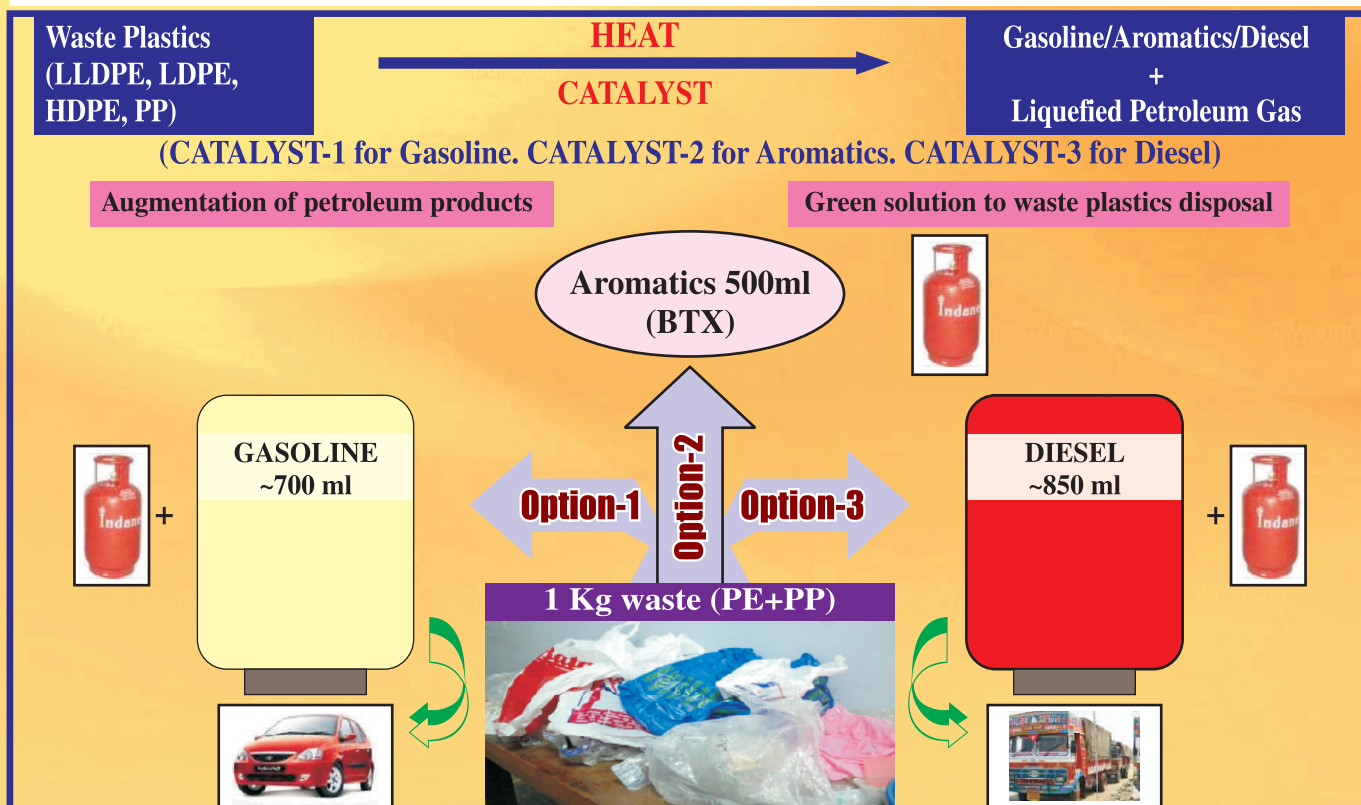 Waste Plastics
(LLDPE, LDPE,
HDPE, PP)
HEAT
CATALYST
Gasoline/Aromatics/Diesel
+
Liquefied Petroleum Gas
(CATALYST-1 for Gasoline. CATALYST-2 for Aromatics. CATALYST-3 for Diesel)
Augmentation of petroleum products
Green solution to waste plastics disposal
Aromatics 500ml
(BTX)
Indane
GASOLINE
~700 ml
Indane
+
Option-1
Option-2
Option-3
DIESEL
~850 ml
+
Indane
1 Kg waste (PE+PP)